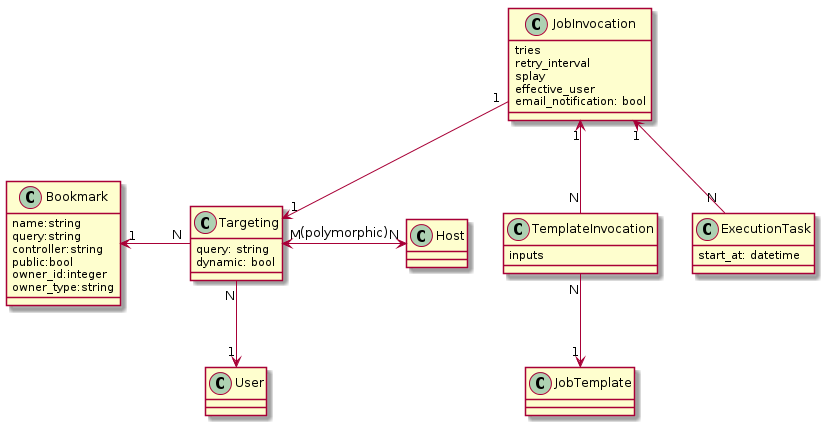 C JobInvocation
tries
retry_interval
splay
effective_user
email_notification: bool
1
1
1
1
N
N
C Bookmark
name:string
query:string
controller:string
public:bool
owner_id:integer
owner_type:string
1
N
C Targeting
query: string
dynamic: bool
M
(polymorphic)
N
C Host
C TemplateInvocation
inputs
C ExecutionTask
start_at: datetime
N
1
N
1
C User
C JobTemplate